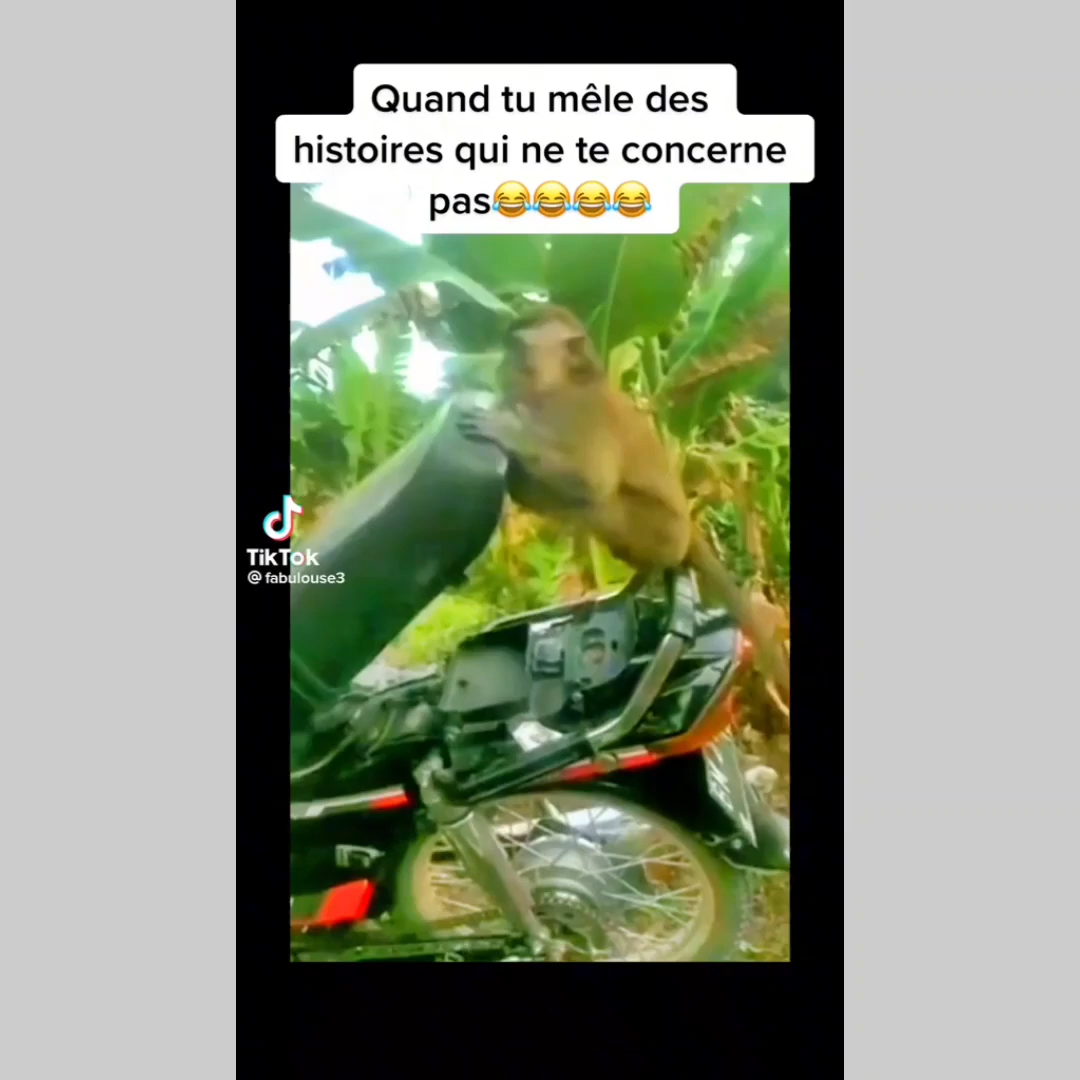 Quand tu mêle des
histoires qui ne te concerne
pas😂😂😂😂
TikTok
@fabulouse3